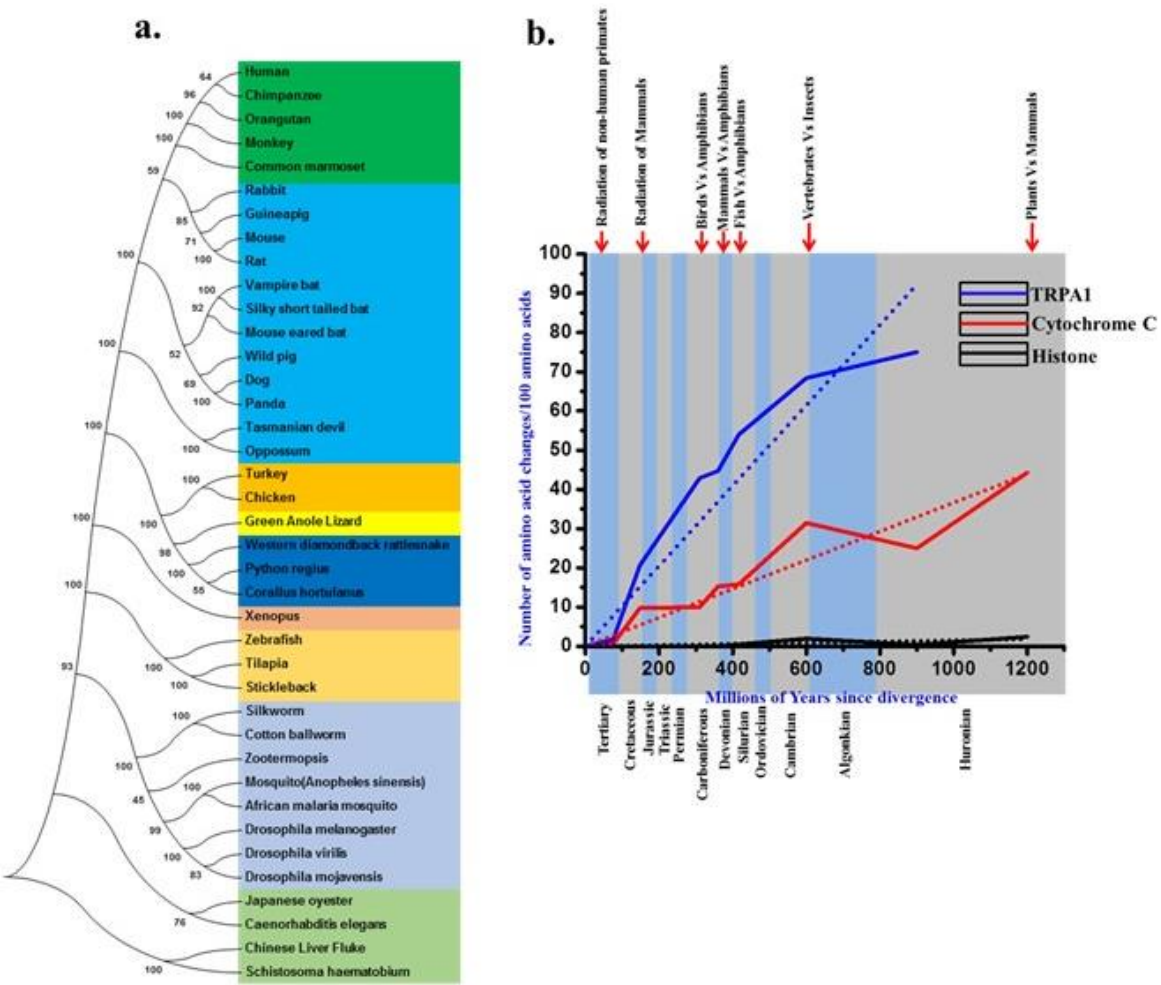 a.
64
Human
96
Chimpanzee
100
Orangutan
100
Monkey
59
Common marmoset
Rabbit
85
Guineapig
71
Mouse
100
Rat
100
100
Vampire bat
92
Silky short tailed bat
Mouse eared bat
52
Wild pig
69
Dog
100
Panda
100
Tasmanian devil
100
Oppossum
100
Turkey
100
Chicken
100
Green Anole Lizard
98
Western diamondback rattlesnake
100
Python regius
55
Corallus hortulanus
100
Xenopus
100
Zebrafish
100
Tilapia
100
Stickleback
93
Silkworm
100
Cotton ballworm
100
Zootermopsis
45
Mosquito(Anopheles sinensis)
100
African malaria mosquito
99
Drosophila melanogaster
100
Drosophila virilis
83
Drosophila mojavensis
Japanese oyester
76
Caenorhabditis elegans
Chinese Liver Fluke
100
Schistosoma haematobium
b.
Radiation of non-human primates
Radiation of Mammals
Birds Vs Amphibians
Mammals Vs Amphibians
Fish Vs Amphibians
Vertebrates Vs Insects
Plants Vs Mammals
Number of amino acid changes/100 amino acids
100
90
80
70
60
50
40
30
20
10
0
TRPA1
Cytochrome C
Histone
0 200 400 600 800 1000 1200
Millions of Years since divergence
Tertiary
Cretaceous
Jurassic
Triassic
Permian
Carboniferous
Devonian
Silurian
Ordovician
Cambrian
Algonkian
Huronian